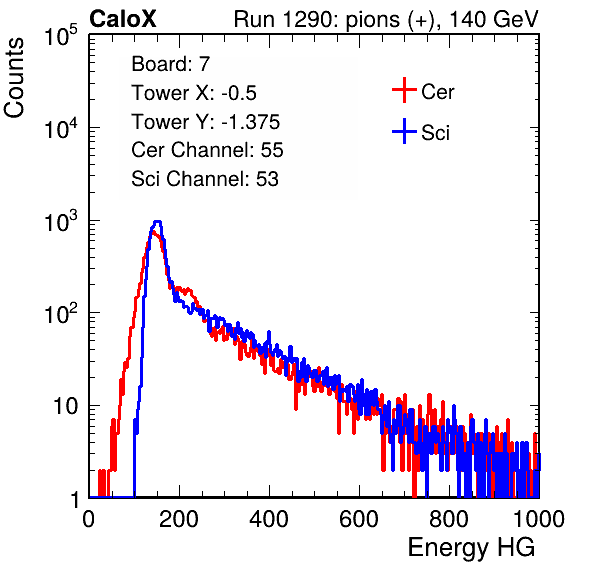 CaloX Run 1290: pions (+), 140 GeV
Counts
10^5
10^4
10^3
10^2
10
1
Board: 7
Tower X: -0.5
Tower Y: -1.375
Cer Channel: 55
Sci Channel: 53
Cer
Sci
0 200 400 600 800 1000
Energy HG